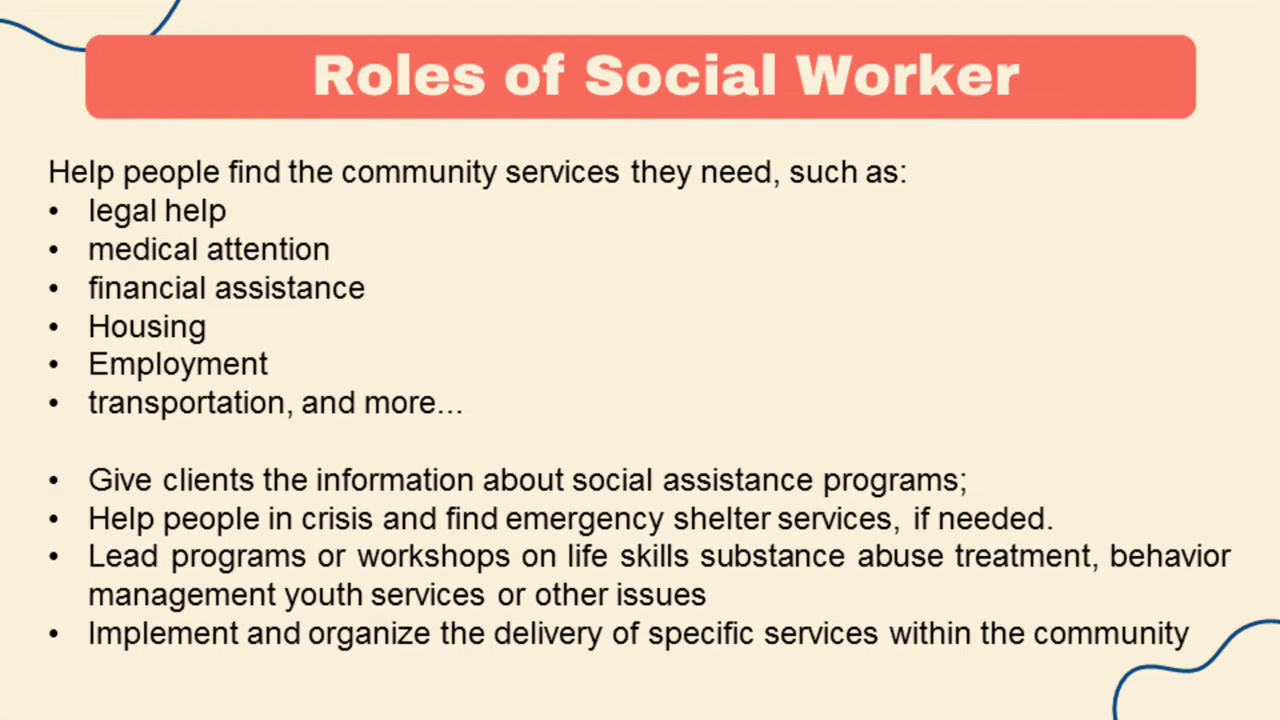 Roles of Social Worker
Help people find the community services they need, such as:
• legal help
• medical attention
• financial assistance
• Housing
• Employment
• transportation, and more...
• Give clients the information about social assistance programs;
• Help people in crisis and find emergency shelter services, if needed.
• Lead programs or workshops on life skills substance abuse treatment, behavior
management youth services or other issues
• Implement and organize the delivery of specific services within the community